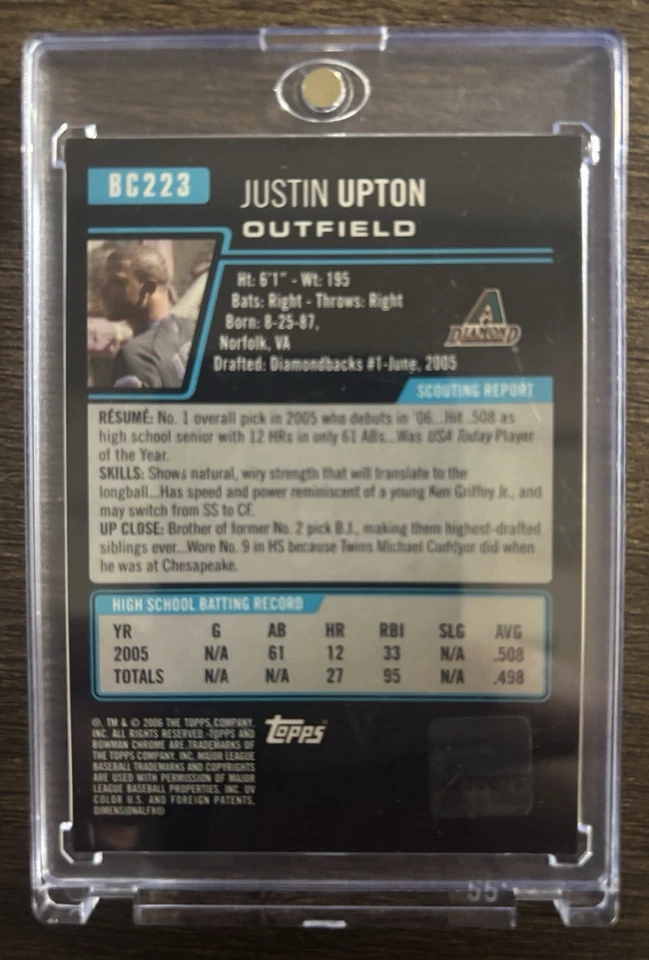 BC223
JUSTIN UPTON
OUTFIELD
Ht: 6'1" - Wt: 195
Bats: Right - Throws: Right
Born: 8-25-87,
Norfolk, VA
Drafted: Diamondbacks #1-June, 2005
A
DIAMOND
SCOUTING REPORT
RÉSUMÉ: No. 1 overall pick in 2005 who debuts in '06...Hit .508 as
high school senior with 12 HRs in only 61 ABs...Was USA Today Player
of the Year.
SKILLS: Shows natural, wiry strength that will translate to the
longball...Has speed and power reminiscent of a young Ken Griffey Jr., and
may switch from SS to CF.
UP CLOSE: Brother of former No. 2 pick B.J., making them highest-drafted
siblings ever...Wore No. 9 in HS because Twins Michael Cuddyer did when
he was at Chesapeake.
HIGH SCHOOL BATTING RECORD
YR G AB HR RBI SLG AVG
2005 N/A 61 12 33 N/A .508
TOTALS N/A N/A 27 95 N/A .498
®, TM & © 2006 THE TOPPS COMPANY,
INC. ALL RIGHTS RESERVED. TOPPS AND
BOWMAN CHROME ARE TRADEMARKS OF
THE TOPPS COMPANY, INC. MAJOR LEAGUE
BASEBALL TRADEMARKS AND COPYRIGHTS
ARE USED WITH PERMISSION OF MAJOR
LEAGUE BASEBALL PROPERTIES, INC. UV
COLOR U.S. AND FOREIGN PATENTS,
DIMENSIONALFX®
Topps®